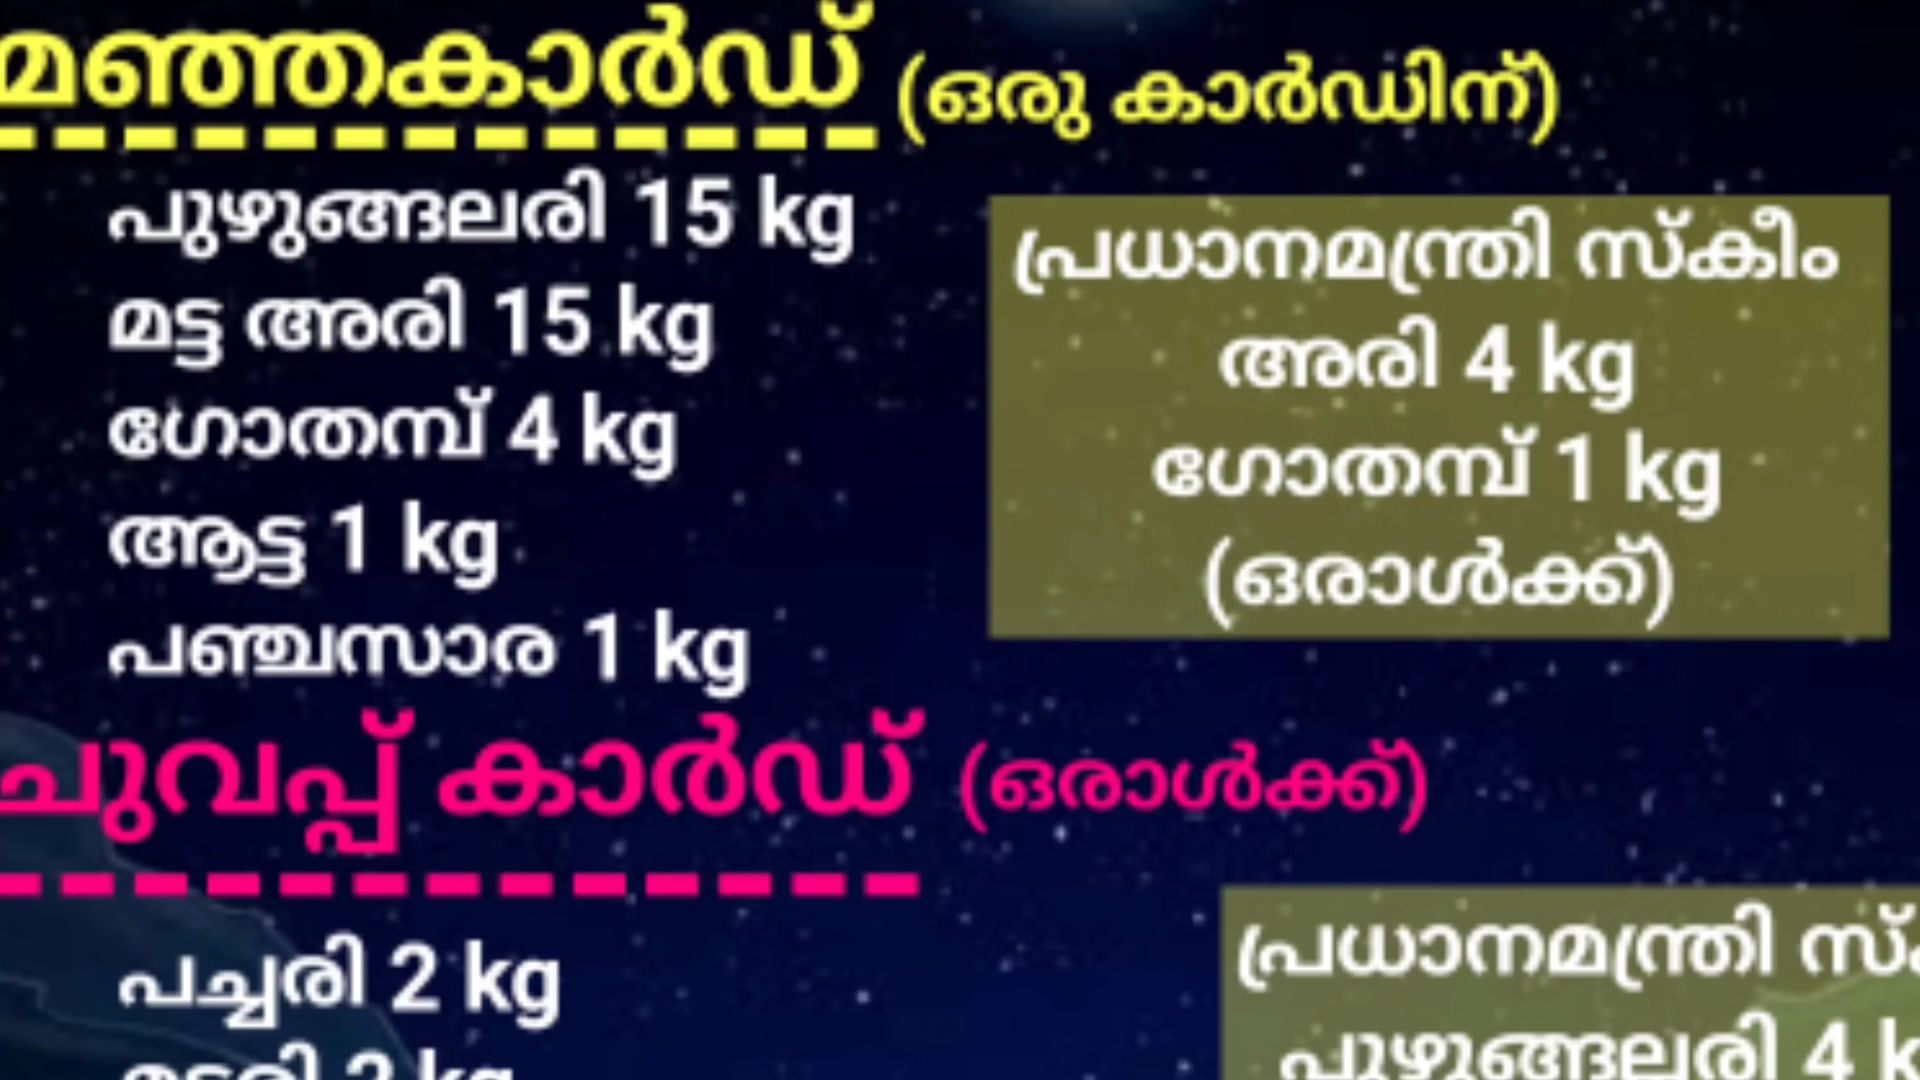 മഞ്ഞകാർഡ് (ഒരു കാർഡിന്)
പുഴുങ്ങലരി 15 kg
മട്ട അരി 15 kg
ഗോതമ്പ് 4 kg
ആട്ട 1 kg
പഞ്ചസാര 1 kg
പ്രധാനമന്ത്രി സ്കീം
അരി 4 kg
ഗോതമ്പ് 1 kg
(ഒരാൾക്ക്)
ചുവപ്പ് കാർഡ് (ഒരാൾക്ക്)
പച്ചരി 2 kg
പ്രധാനമന്ത്രി
പുഴുങ്ങലരി 4